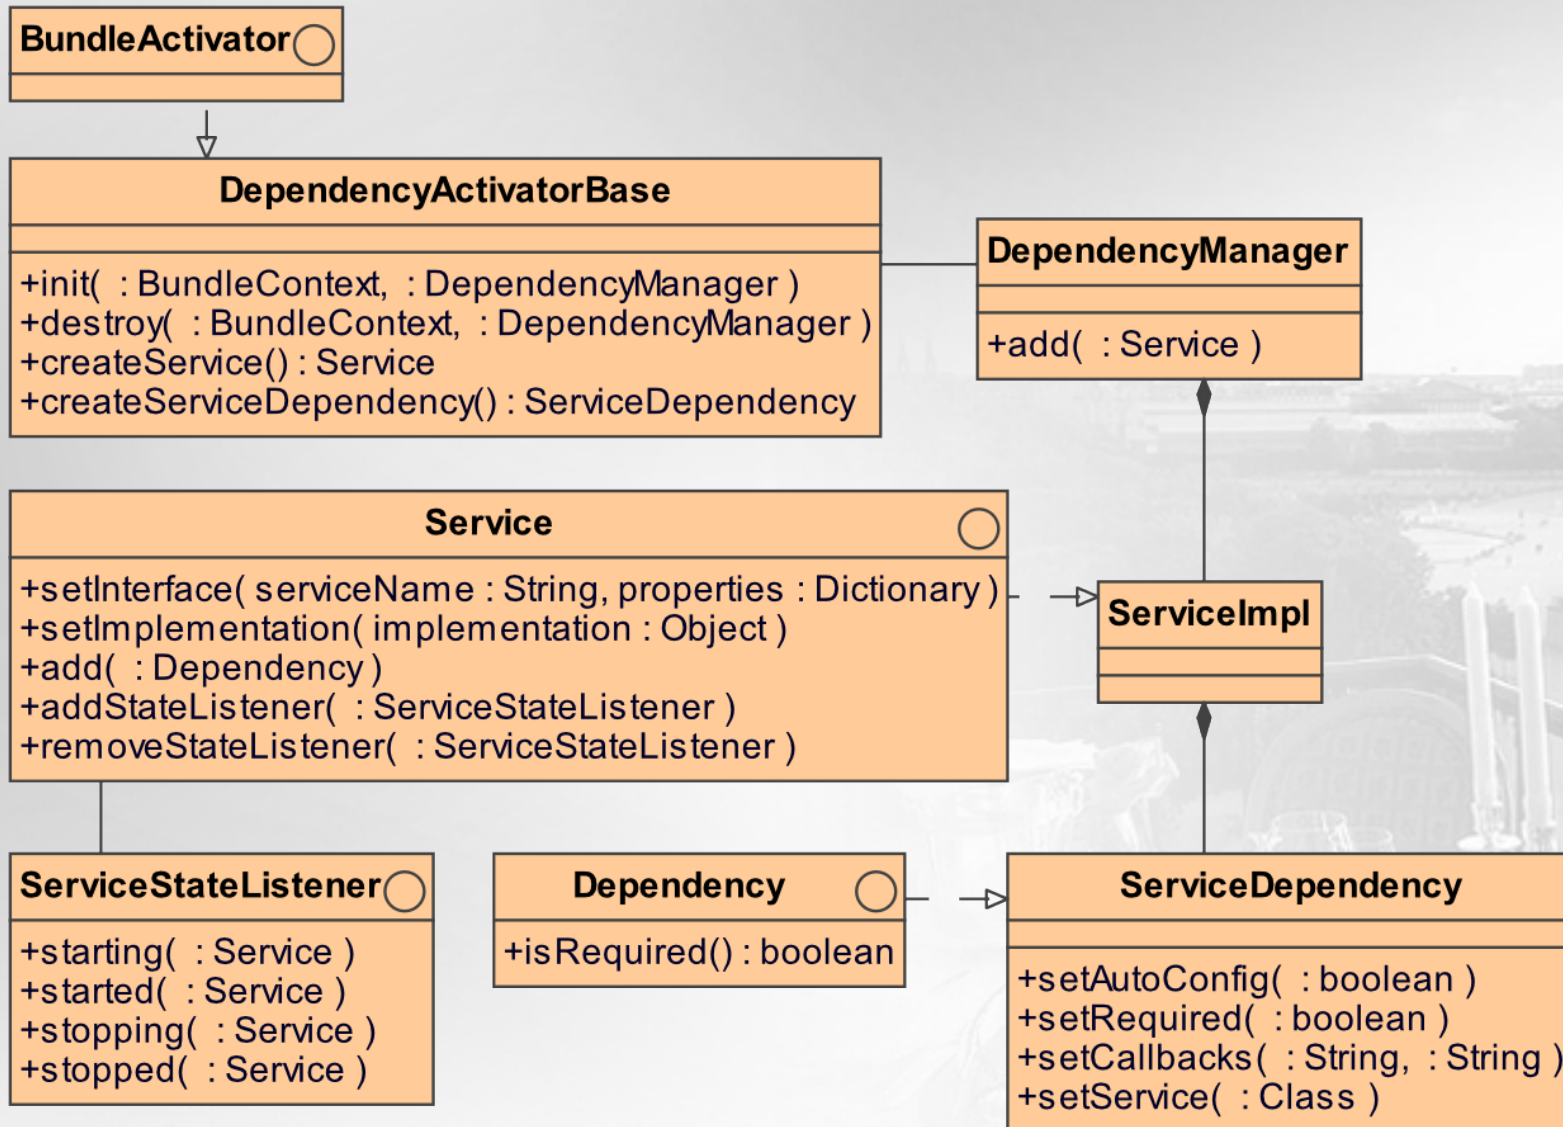 BundleActivator
DependencyActivatorBase
+init( : BundleContext, : DependencyManager )
+destroy( : BundleContext, : DependencyManager )
+createService() : Service
+createServiceDependency() : ServiceDependency
DependencyManager
+add( : Service )
Service
+setInterface( serviceName : String, properties : Dictionary )
+setImplementation( implementation : Object )
+add( : Dependency )
+addStateListener( : ServiceStateListener )
+removeStateListener( : ServiceStateListener )
ServiceImpl
ServiceStateListener
+starting( : Service )
+started( : Service )
+stopping( : Service )
+stopped( : Service )
Dependency
+isRequired() : boolean
ServiceDependency
+setAutoConfig( : boolean )
+setRequired( : boolean )
+setCallbacks( : String, : String )
+setService( : Class )